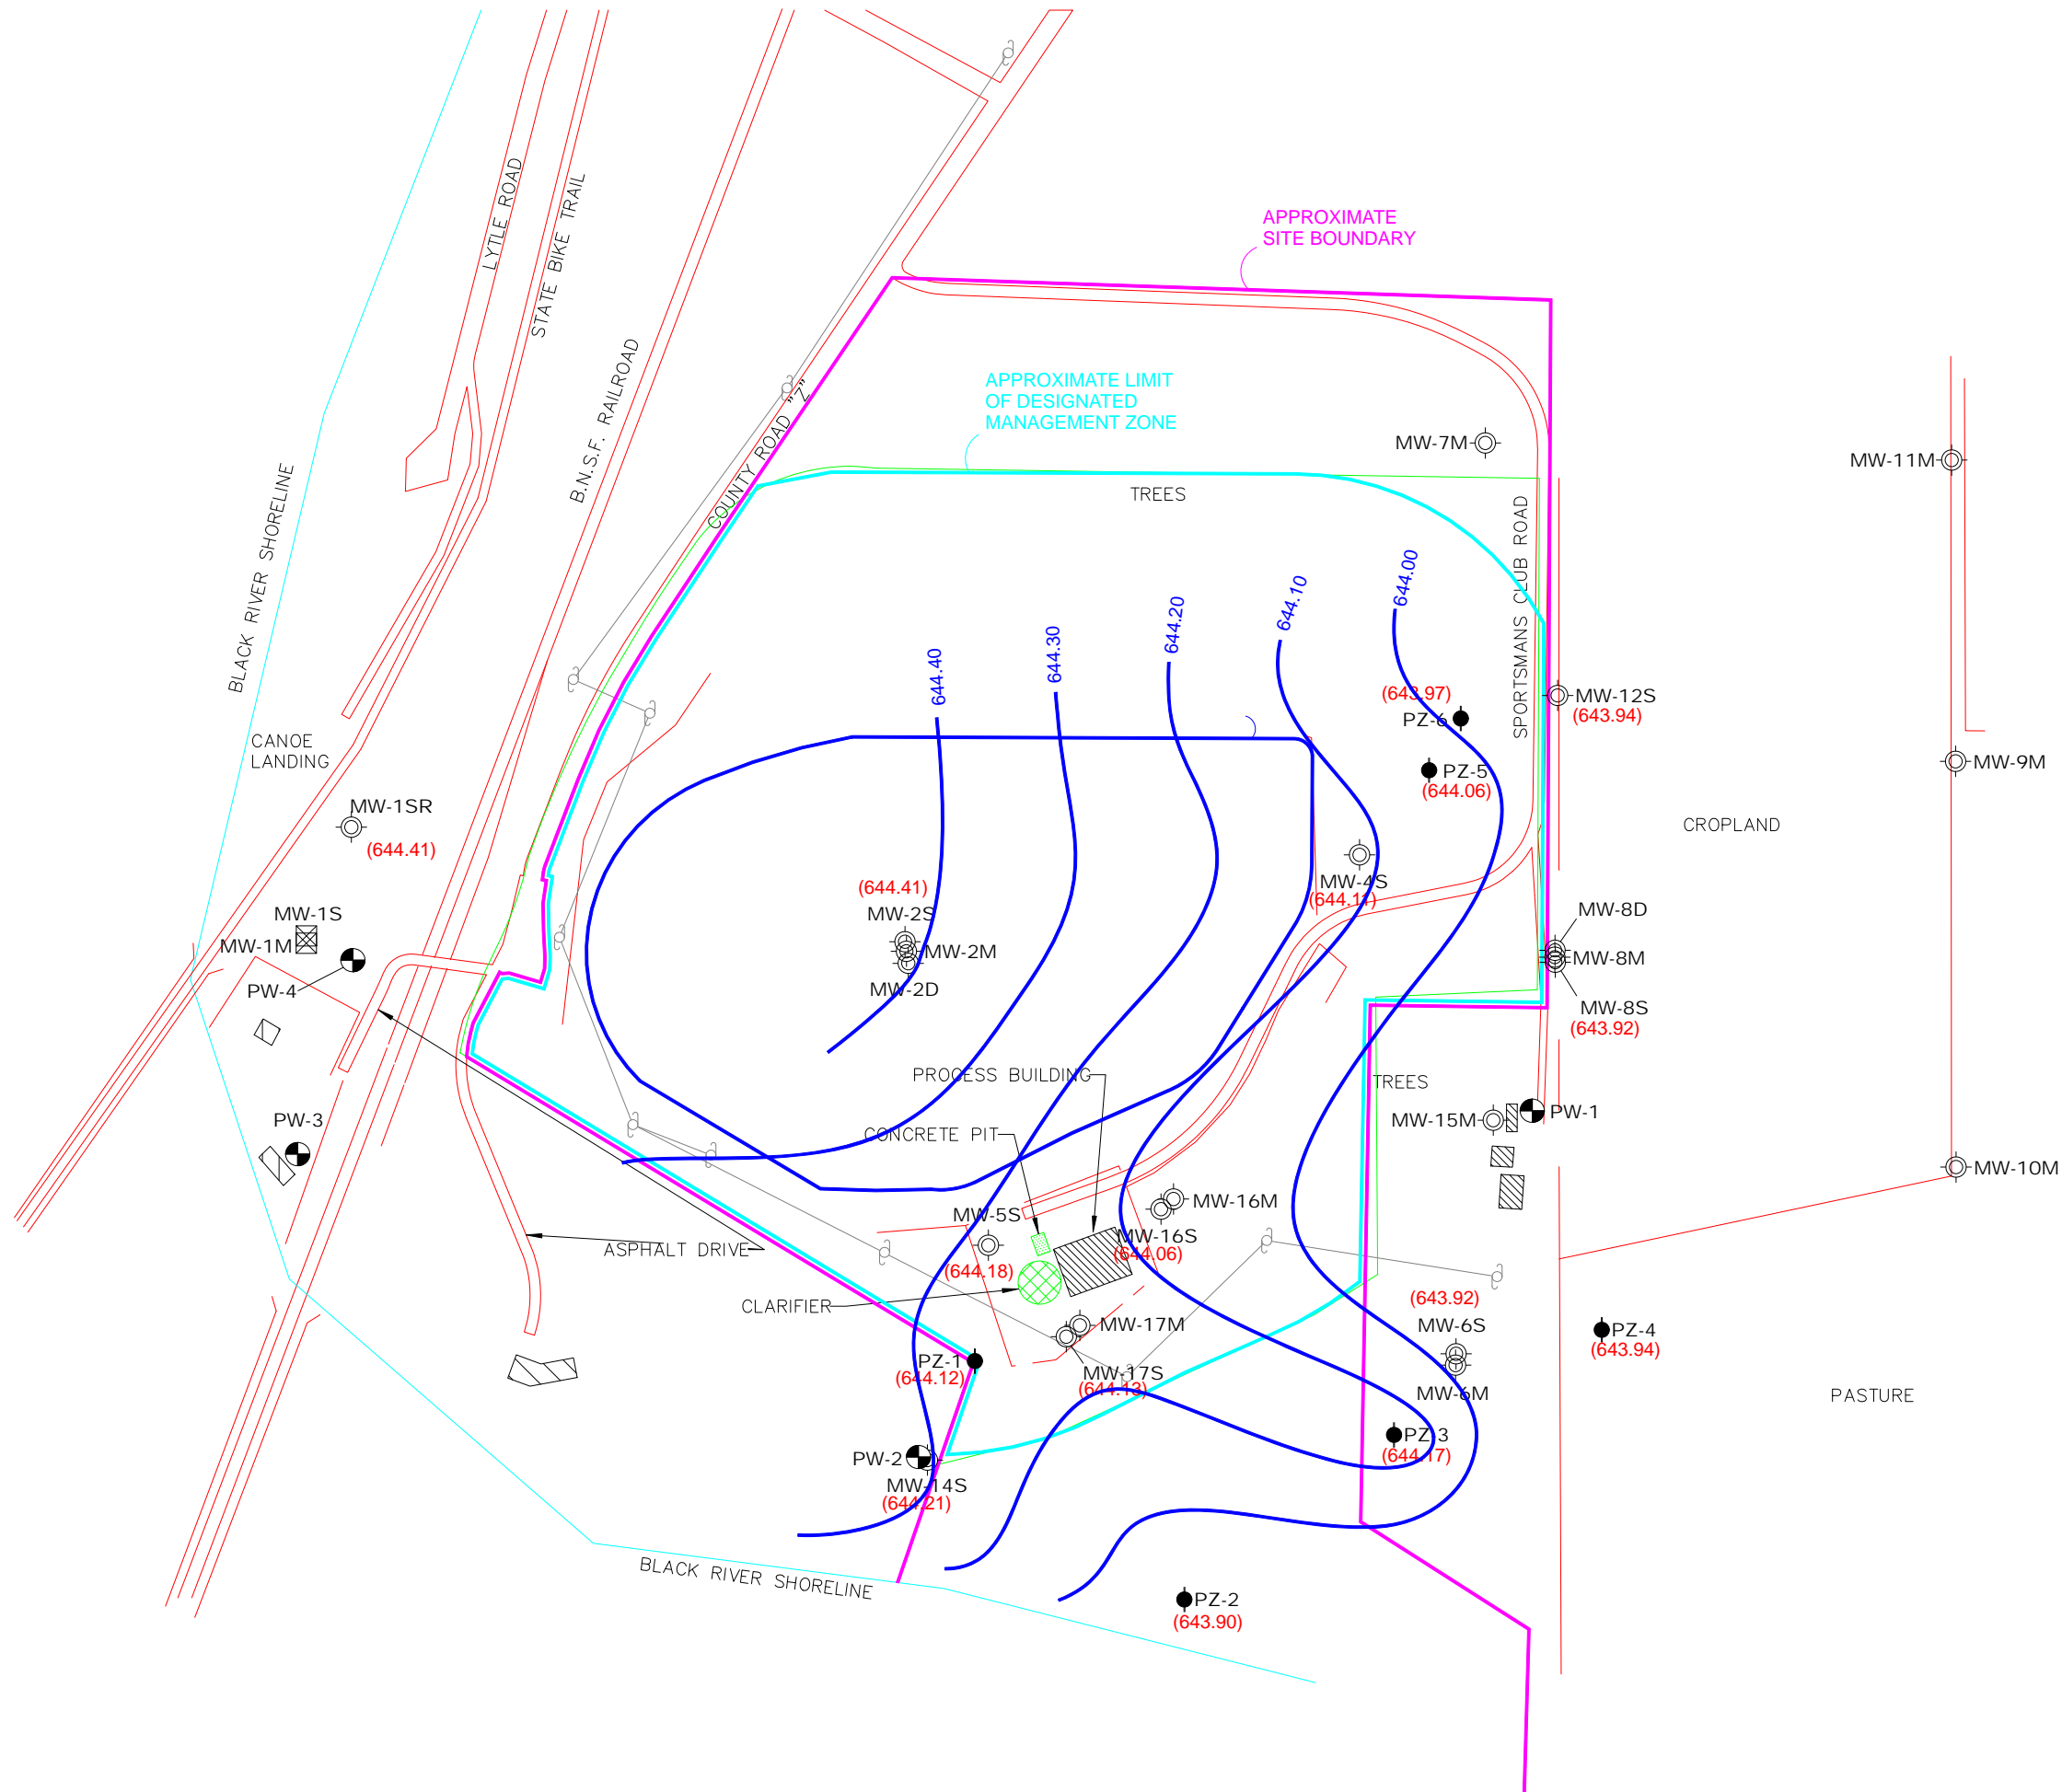 APPROXIMATE
SITE BOUNDARY
LYTLE ROAD
STATE BIKE TRAIL
B.N.S.F. RAILROAD
COUNTY ROAD "Z"
APPROXIMATE LIMIT
OF DESIGNATED
MANAGEMENT ZONE
BLACK RIVER SHORELINE
TREES
SPORTSMANS CLUB ROAD
MW-7M
MW-11M
644.40
644.30
644.20
644.10
644.00
(643.97)
PZ-6
MW-12S
(643.94)
PZ-5
(644.06)
MW-9M
CANOE
LANDING
MW-1SR
(644.41)
CROPLAND
MW-4S
(644.11)
(644.41)
MW-2S
MW-2M
MW-2D
MW-1S
MW-1M
PW-4
MW-8D
MW-8M
MW-8S
(643.92)
PROCESS BUILDING
TREES
CONCRETE PIT
PW-3
MW-15M
PW-1
MW-10M
MW-16M
MW-5S
MW-16S
(644.06)
(644.18)
ASPHALT DRIVE
CLARIFIER
(643.92)
MW-6S
MW-6M
MW-17M
MW-17S
(644.13)
PZ-4
(643.94)
PZ-1
(644.12)
PASTURE
PZ-3
(644.17)
PW-2
MW-14S
(644.21)
BLACK RIVER SHORELINE
PZ-2
(643.90)